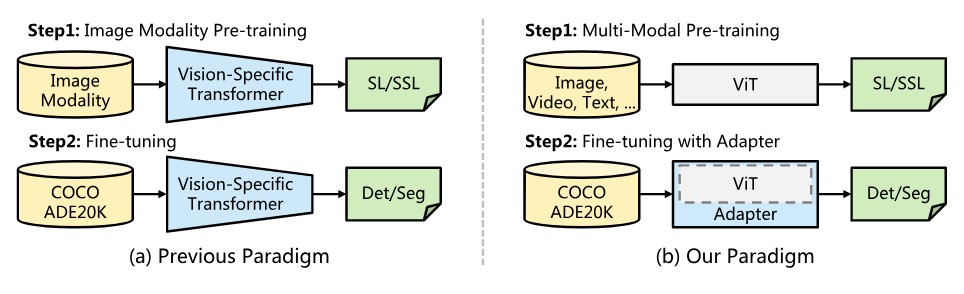 Step1: Image Modality Pre-training
Image
Modality
Vision-Specific
Transformer
SL/SSL
Step2: Fine-tuning
COCO
ADE20K
Vision-Specific
Transformer
Det/Seg
(a) Previous Paradigm
Step1: Multi-Modal Pre-training
Image,
Video, Text, ...
ViT
SL/SSL
Step2: Fine-tuning with Adapter
COCO
ADE20K
ViT
Adapter
Det/Seg
(b) Our Paradigm